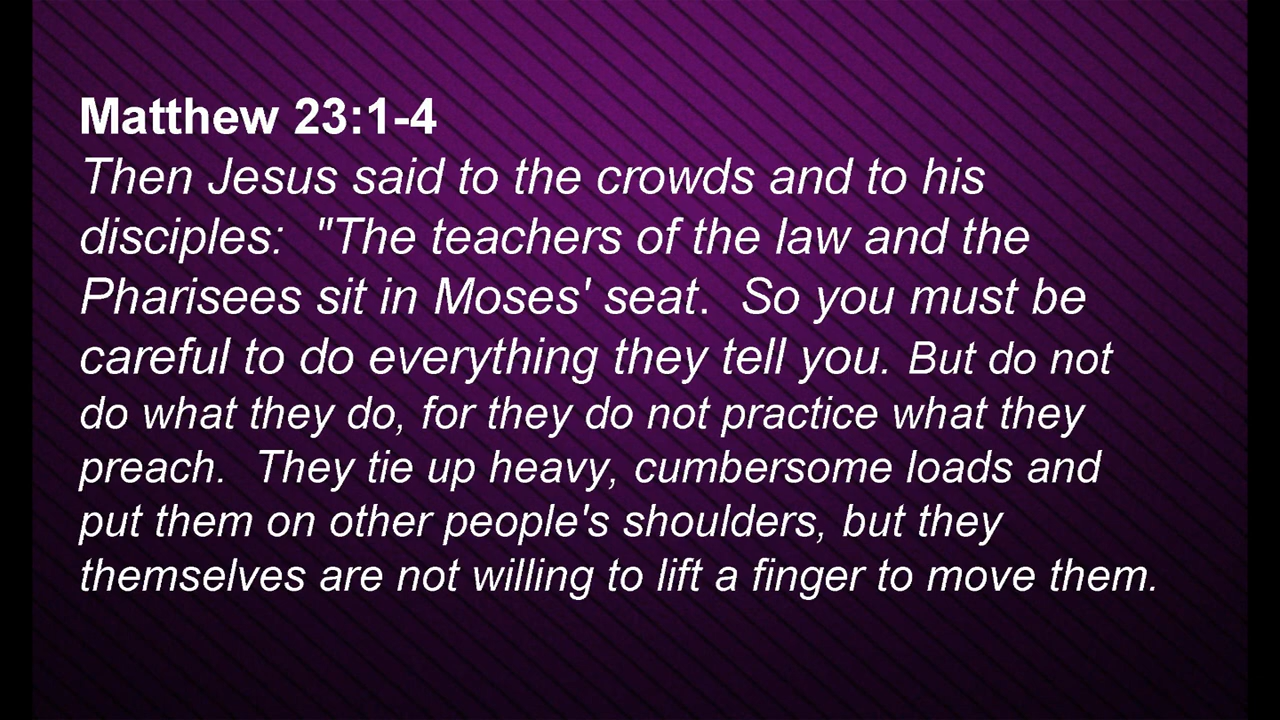 Matthew 23:1-4
Then Jesus said to the crowds and to his
disciples:  "The teachers of the law and the
Pharisees sit in Moses' seat.  So you must be
careful to do everything they tell you. But do not
do what they do, for they do not practice what they
preach.  They tie up heavy, cumbersome loads and
put them on other people's shoulders, but they
themselves are not willing to lift a finger to move them.